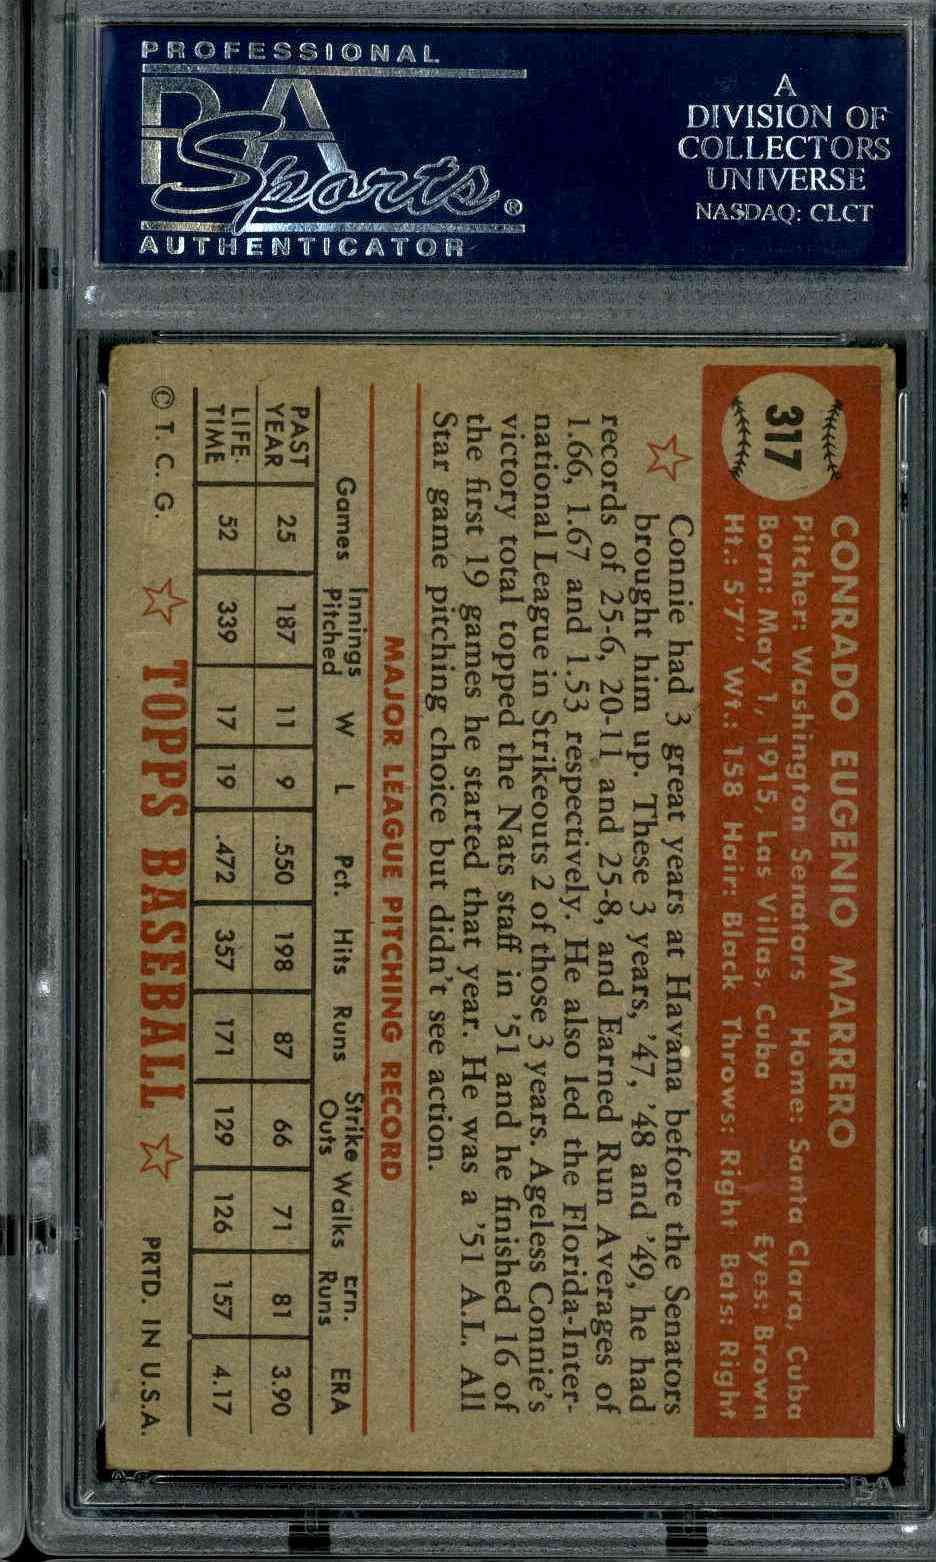 PROFESSIONAL
PSA
Sports®
AUTHENTICATOR
A
DIVISION OF
COLLECTORS
UNIVERSE
NASDAQ: CLCT
317
CONRADO EUGENIO MARRERO
Pitcher: Washington Senators Home: Santa Clara, Cuba
Born: May 1, 1915, Las Villas, Cuba Eyes: Brown
Ht.: 5'7" Wt.: 158 Hair: Black Throws: Right Bats: Right
Connie had 3 great years at Havana before the Senators
brought him up. These 3 years, '47, '48 and '49, he had
records of 25-6, 20-11 and 25-8, and Earned Run Averages of
1.66, 1.67 and 1.53 respectively. He also led the Florida-Inter-
national League in Strikeouts 2 of those 3 years. Ageless Connie's
victory total topped the Nats staff in '51 and he finished 16 of
the first 19 games he started that year. He was a '51 A.L. All
Star game pitching choice but didn't see action.
MAJOR LEAGUE PITCHING RECORD
Games Innings Pitched W L Pct. Hits Runs Strike Outs Walks Ern. Runs ERA
PAST YEAR 25 187 11 9 .550 198 87 66 71 81 3.90
LIFE-TIME 52 339 17 19 .472 357 171 129 126 157 4.17
© T. C. G. TOPPS BASEBALL PRTD. IN U.S.A.